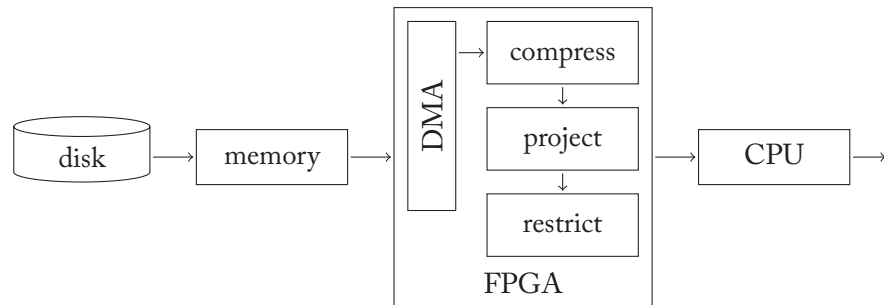 disk
memory
DMA
compress
project
restrict
FPGA
CPU